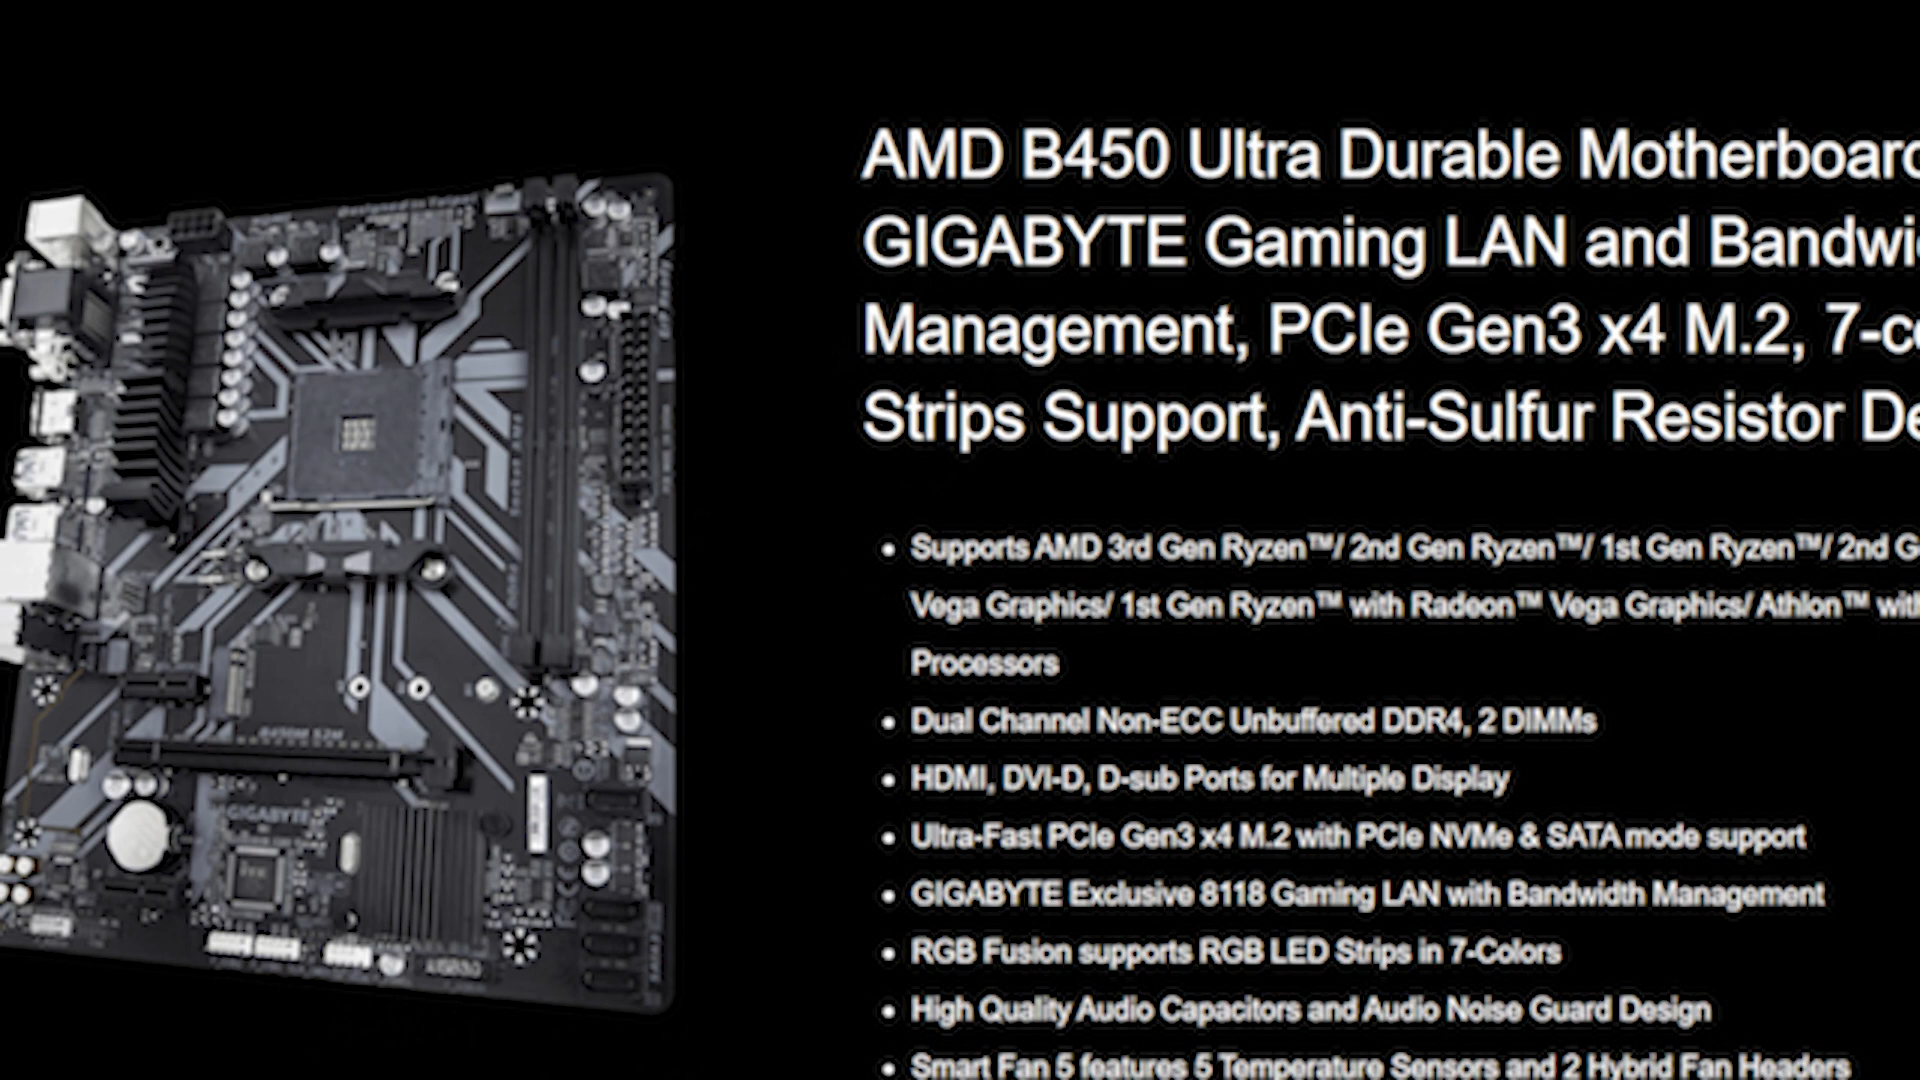 AMD B450 Ultra Durable Motherboard
GIGABYTE Gaming LAN and Bandwi
Management, PCIe Gen3 x4 M.2, 7-co
Strips Support, Anti-Sulfur Resistor De
• Supports AMD 3rd Gen Ryzen™/ 2nd Gen Ryzen™/ 1st Gen Ryzen™/ 2nd G
Vega Graphics/ 1st Gen Ryzen™ with Radeon™ Vega Graphics/ Athlon™ with
Processors
• Dual Channel Non-ECC Unbuffered DDR4, 2 DIMMs
• HDMI, DVI-D, D-sub Ports for Multiple Display
• Ultra-Fast PCIe Gen3 x4 M.2 with PCIe NVMe & SATA mode support
• GIGABYTE Exclusive 8118 Gaming LAN with Bandwidth Management
• RGB Fusion supports RGB LED Strips in 7-Colors
• High Quality Audio Capacitors and Audio Noise Guard Design
• Smart Fan 5 features 5 Temperature Sensors and 2 Hybrid Fan Headers
B450M S2H
GIGABYTE